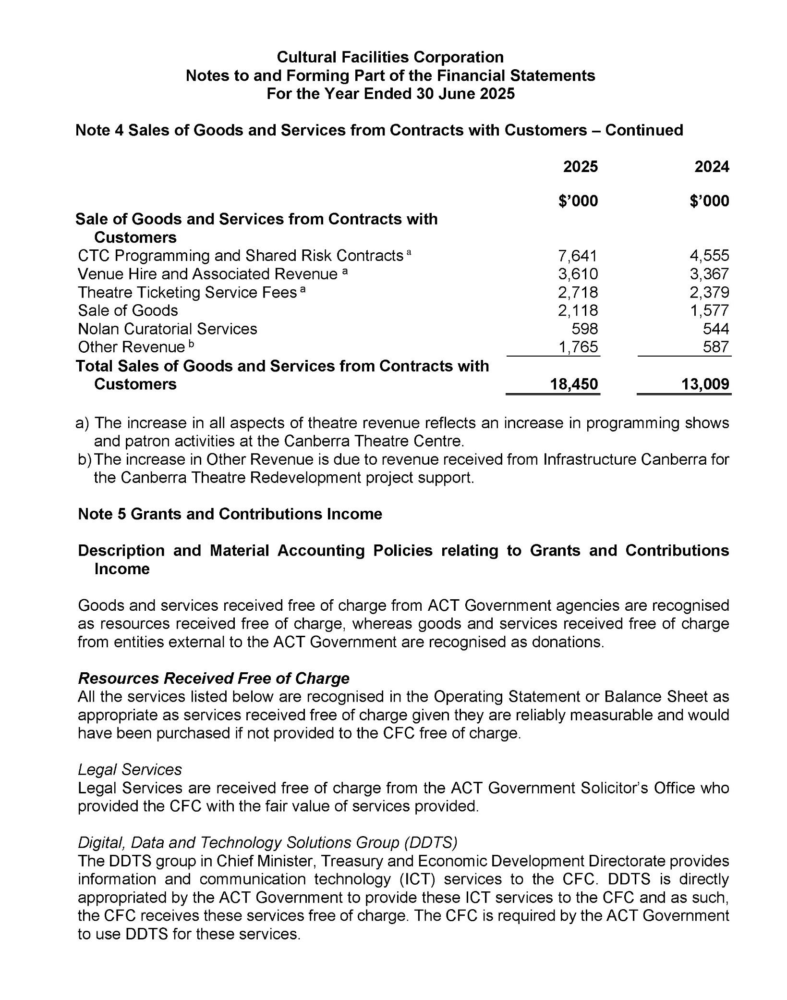 Cultural Facilities Corporation
Notes to and Forming Part of the Financial Statements
For the Year Ended 30 June 2025
Note 4 Sales of Goods and Services from Contracts with Customers – Continued
2025 2024
$’000 $’000
Sale of Goods and Services from Contracts with
Customers
CTC Programming and Shared Risk Contracts a 7,641 4,555
Venue Hire and Associated Revenue a 3,610 3,367
Theatre Ticketing Service Fees a 2,718 2,379
Sale of Goods 2,118 1,577
Nolan Curatorial Services 598 544
Other Revenue b 1,765 587
Total Sales of Goods and Services from Contracts with
Customers 18,450 13,009
a) The increase in all aspects of theatre revenue reflects an increase in programming shows
and patron activities at the Canberra Theatre Centre.
b) The increase in Other Revenue is due to revenue received from Infrastructure Canberra for
the Canberra Theatre Redevelopment project support.
Note 5 Grants and Contributions Income
Description and Material Accounting Policies relating to Grants and Contributions
Income
Goods and services received free of charge from ACT Government agencies are recognised
as resources received free of charge, whereas goods and services received free of charge
from entities external to the ACT Government are recognised as donations.
Resources Received Free of Charge
All the services listed below are recognised in the Operating Statement or Balance Sheet as
appropriate as services received free of charge given they are reliably measurable and would
have been purchased if not provided to the CFC free of charge.
Legal Services
Legal Services are received free of charge from the ACT Government Solicitor’s Office who
provided the CFC with the fair value of services provided.
Digital, Data and Technology Solutions Group (DDTS)
The DDTS group in Chief Minister, Treasury and Economic Development Directorate provides
information and communication technology (ICT) services to the CFC. DDTS is directly
appropriated by the ACT Government to provide these ICT services to the CFC and as such,
the CFC receives these services free of charge. The CFC is required by the ACT Government
to use DDTS for these services.